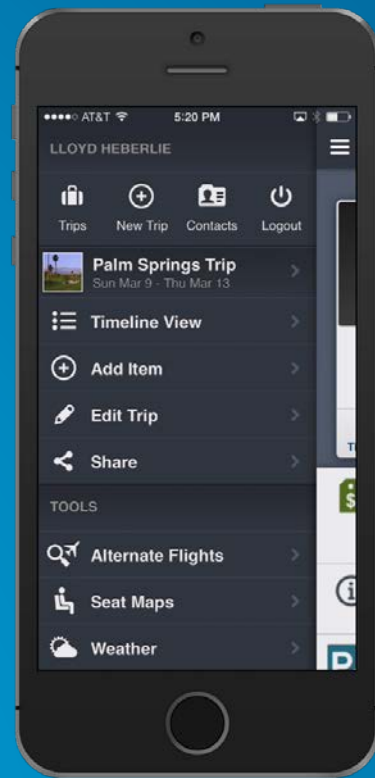 AT&T 5:20 PM
LLOYD HEBERLIE
Trips New Trip Contacts Logout
Palm Springs Trip
Sun Mar 9 - Thu Mar 13
Timeline View
Add Item
Edit Trip
Share
TOOLS
Alternate Flights
Seat Maps
Weather